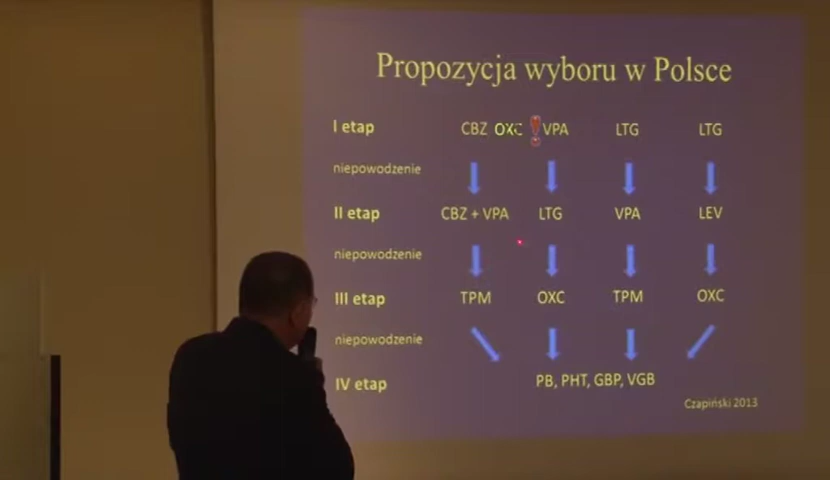 Propozycja wyboru w Polsce
I etap CBZ OXC VPA LTG LTG
niepowodzenie
II etap CBZ + VPA LTG VPA LEV
niepowodzenie
III etap TPM OXC TPM OXC
niepowodzenie
IV etap PB, PHT, GBP, VGB
Czapiński 2013